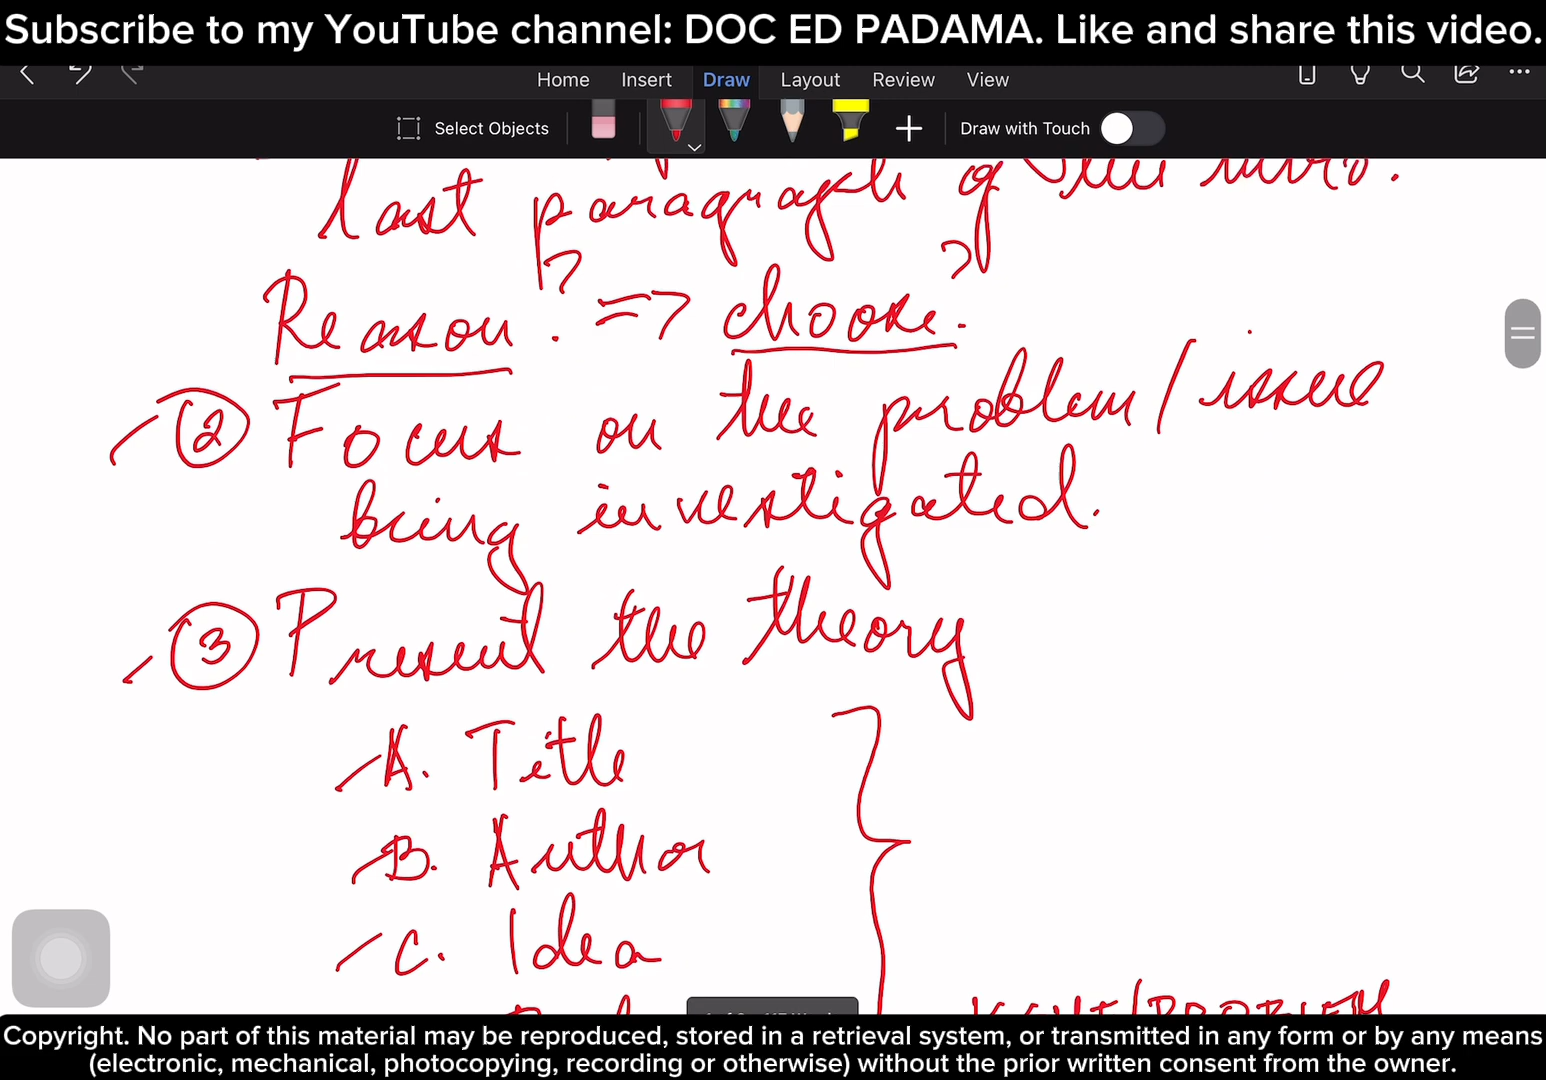 Subscribe to my YouTube channel: DOC ED PADAMA. Like and share this video.
Home Insert Draw Layout Review View
Select Objects Draw with Touch
last paragraph of the intro.
Reason? => choose?
② Focus on the problem/issue
being investigated.
③ Present the theory
A. Title
B. Author
C. Idea
ISSUE/PROBLEM
Copyright. No part of this material may be reproduced, stored in a retrieval system, or transmitted in any form or by any means
(electronic, mechanical, photocopying, recording or otherwise) without the prior written consent from the owner.